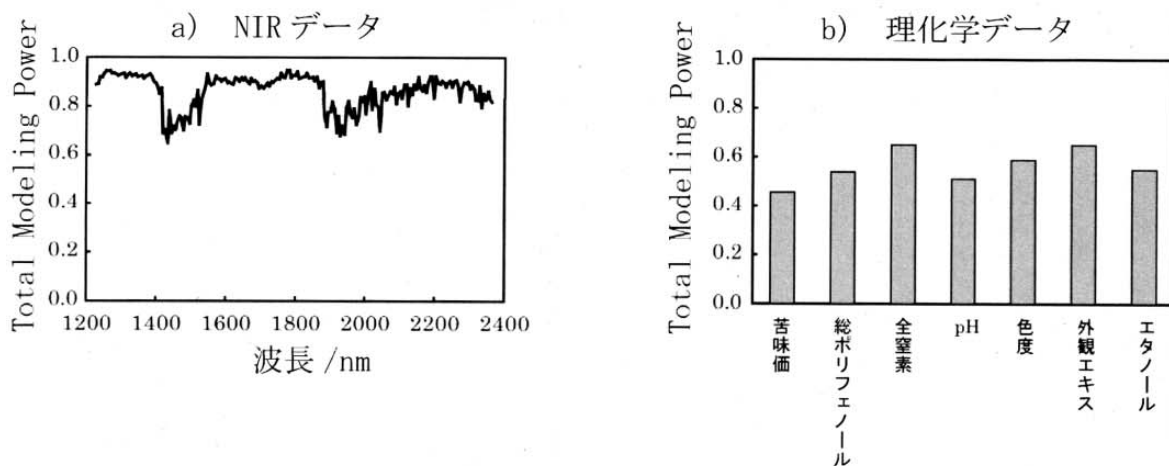 a) NIR データ
Total Modeling Power
1.0
0.8
0.6
0.4
0.2
0.0
1200 1400 1600 1800 2000 2200 2400
波長 /nm
b) 理化学データ
Total Modeling Power
1.0
0.8
0.6
0.4
0.2
0.0
苦味価
総ポリフェノール
全窒素
pH
色度
外観エキス
エタノール